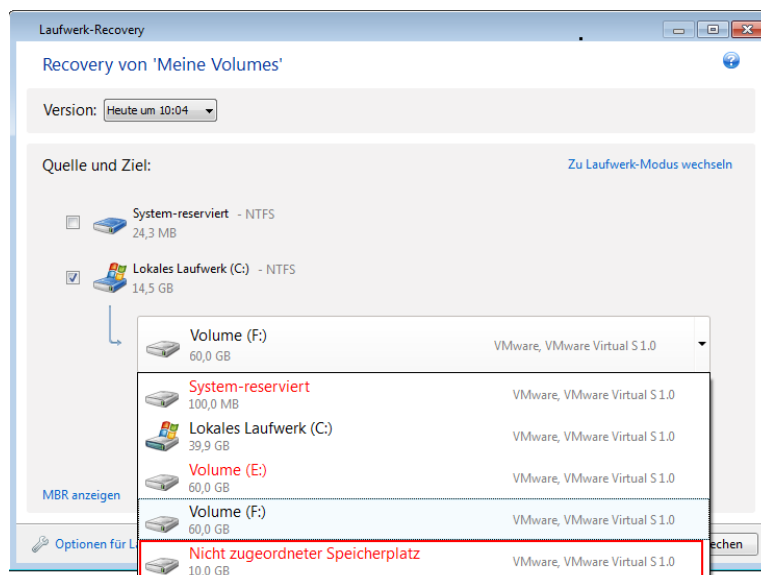 Laufwerk-Recovery
Recovery von 'Meine Volumes'
Version: Heute um 10:04
Quelle und Ziel:
Zu Laufwerk-Modus wechseln
System-reserviert - NTFS
24,3 MB
Lokales Laufwerk (C:) - NTFS
14,5 GB
Volume (F:)
60,0 GB
VMware, VMware Virtual S 1.0
System-reserviert
100,0 MB
VMware, VMware Virtual S 1.0
Lokales Laufwerk (C:)
39,9 GB
VMware, VMware Virtual S 1.0
Volume (E:)
60,0 GB
VMware, VMware Virtual S 1.0
MBR anzeigen
Volume (F:)
60,0 GB
VMware, VMware Virtual S 1.0
Optionen für L
echen
Nicht zugeordneter Speicherplatz
10,0 GB
VMware, VMware Virtual S 1.0